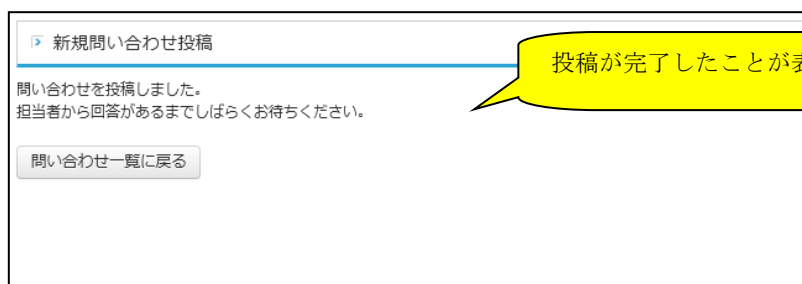 新規問い合わせ投稿
投稿が完了したことが表
問い合わせを投稿しました。
担当者から回答があるまでしばらくお待ちください。
問い合わせ一覧に戻る